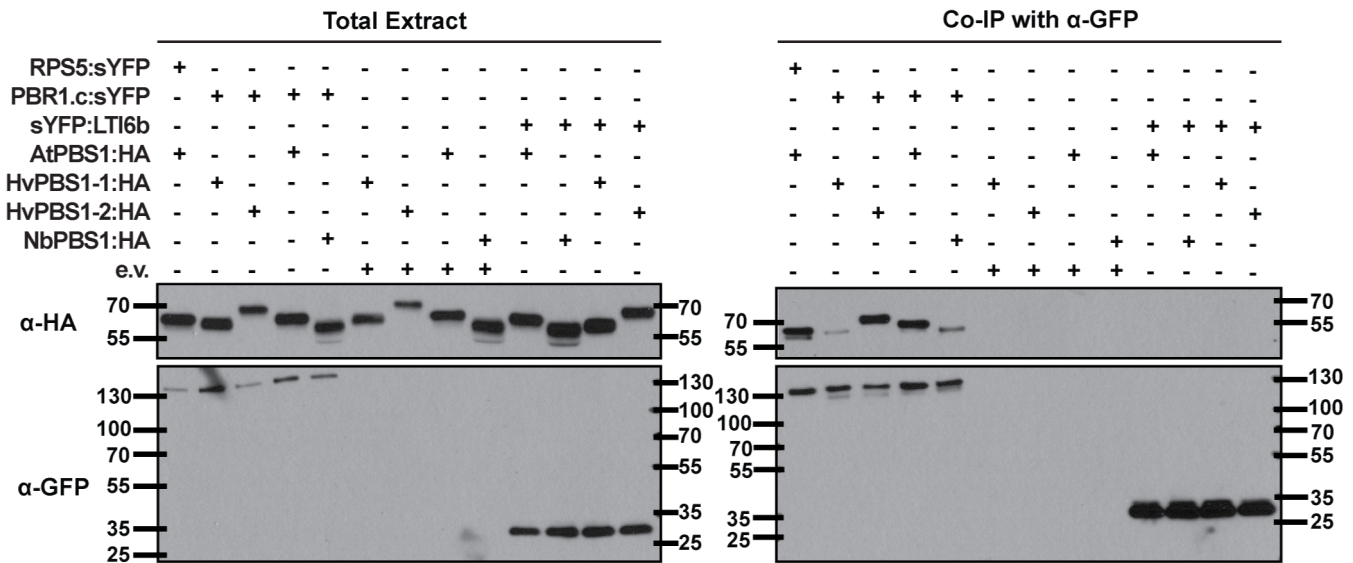 Total Extract
Co-IP with α-GFP
RPS5:sYFP + - - - - - - - - - - - - + - - - - - - - - - - - -
PBR1.c:sYFP - + + + + - - - - - - - - - + + + + - - - - - - - -
sYFP:LTI6b - - - - - - - - - + + + + - - - - - - - - - + + + +
AtPBS1:HA + - - + - - - + - + - - - + - - + - - - + - + - - -
HvPBS1-1:HA - + - - - + - - - - - + - - + - - - + - - - - - + -
HvPBS1-2:HA - - + - - - + - - - - - + - - + - - - + - - - - - +
NbPBS1:HA - - - - + - - - + - + - - - - - - + - - - + - + - -
e.v. - - - - - + + + + - - - - - - - - - + + + + - - - -
α-HA
70
55
70
55
70
55
70
55
α-GFP
130
100
70
55
35
25
130
100
70
55
35
25
130
100
70
55
35
25
130
100
70
55
35
25